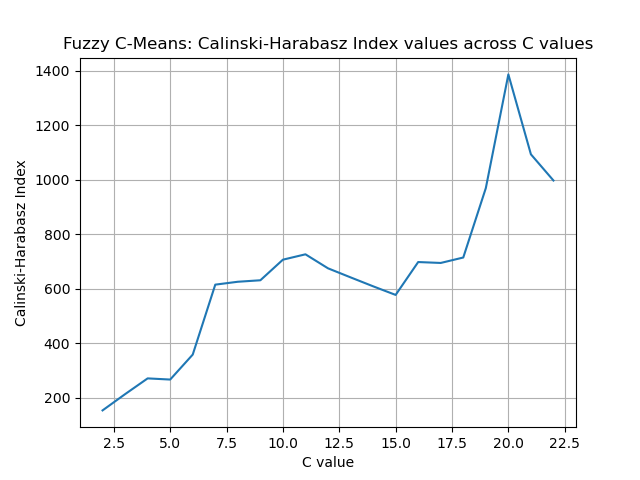 Fuzzy C-Means: Calinski-Harabasz Index values across C values
Calinski-Harabasz Index
1400
1200
1000
800
600
400
200
2.5 5.0 7.5 10.0 12.5 15.0 17.5 20.0 22.5
C value